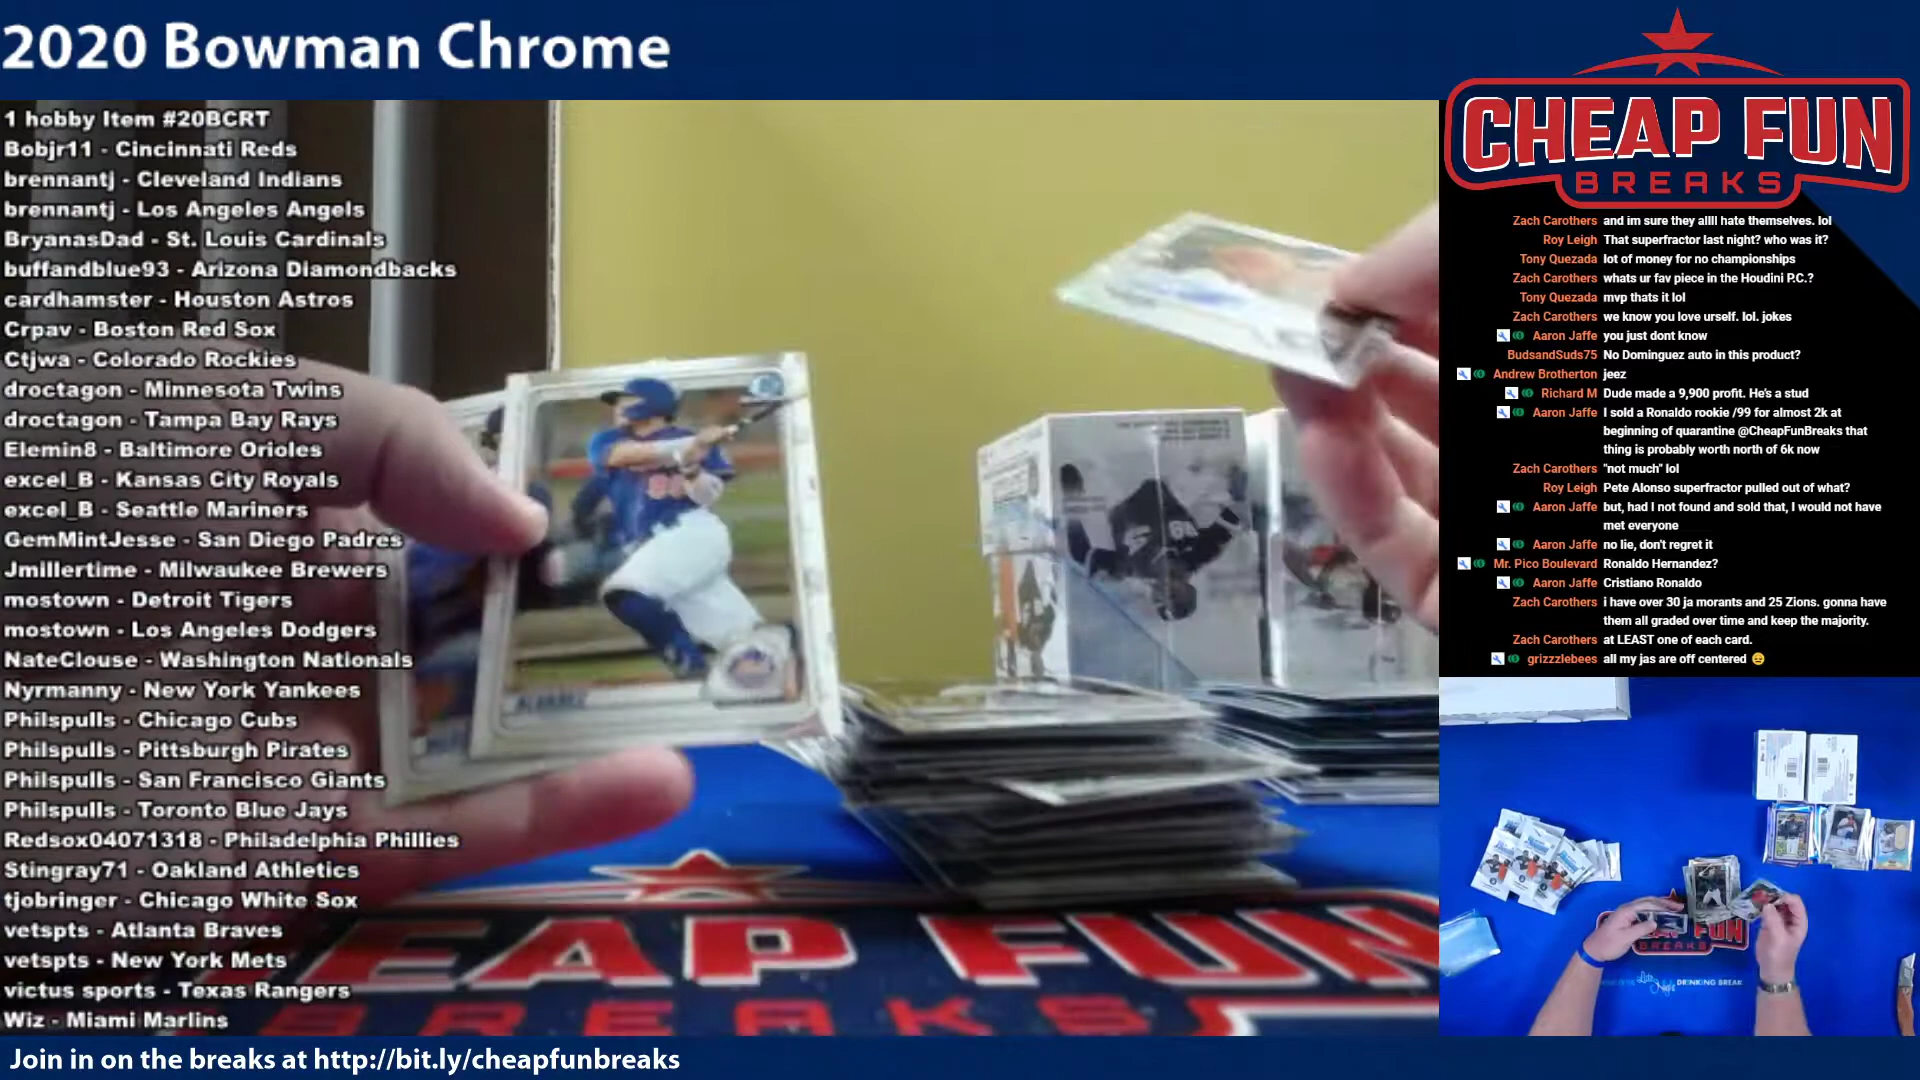 2020 Bowman Chrome
1 hobby Item #20BCRT
Bobjr11 - Cincinnati Reds
brennantj - Cleveland Indians
brennantj - Los Angeles Angels
BryanasDad - St. Louis Cardinals
buffandblue93 - Arizona Diamondbacks
cardhamster - Houston Astros
Crpav - Boston Red Sox
Ctjwa - Colorado Rockies
droctagon - Minnesota Twins
droctagon - Tampa Bay Rays
Elemin8 - Baltimore Orioles
excel_B - Kansas City Royals
excel_B - Seattle Mariners
GemMintJesse - San Diego Padres
Jmillertime - Milwaukee Brewers
mostown - Detroit Tigers
mostown - Los Angeles Dodgers
NateClouse - Washington Nationals
Nyrmanny - New York Yankees
Philspulls - Chicago Cubs
Philspulls - Pittsburgh Pirates
Philspulls - San Francisco Giants
Philspulls - Toronto Blue Jays
Redsox04071318 - Philadelphia Phillies
Stingray71 - Oakland Athletics
tjobringer - Chicago White Sox
vetspts - Atlanta Braves
vetspts - New York Mets
victus sports - Texas Rangers
Wiz - Miami Marlins
Join in on the breaks at http://bit.ly/cheapfunbreaks
ALVAREZ
EAP FUN
BREAKS
CHEAP FUN
BREAKS
Zach Carothers and im sure they allll hate themselves. lol
Roy Leigh That superfractor last night? who was it?
Tony Quezada lot of money for no championships
Zach Carothers whats ur fav piece in the Houdini P.C.?
Tony Quezada mvp thats it lol
Zach Carothers we know you love urself. lol. jokes
Aaron Jaffe you just dont know
BudsandSuds75 No Dominguez auto in this product?
Andrew Brotherton jeez
Richard M Dude made a 9,900 profit. He's a stud
Aaron Jaffe I sold a Ronaldo rookie /99 for almost 2k at
beginning of quarantine @CheapFunBreaks that
thing is probably worth north of 6k now
Zach Carothers "not much" lol
Roy Leigh Pete Alonso superfractor pulled out of what?
Aaron Jaffe but, had I not found and sold that, I would not have
met everyone
Aaron Jaffe no lie, don't regret it
Mr. Pico Boulevard Ronaldo Hernandez?
Aaron Jaffe Cristiano Ronaldo
Zach Carothers i have over 30 ja morants and 25 Zions. gonna have
them all graded over time and keep the majority.
Zach Carothers at LEAST one of each card.
grizzzlebees all my jas are off centered
FUN
BREAKS
Late Night DRINKING BREAK